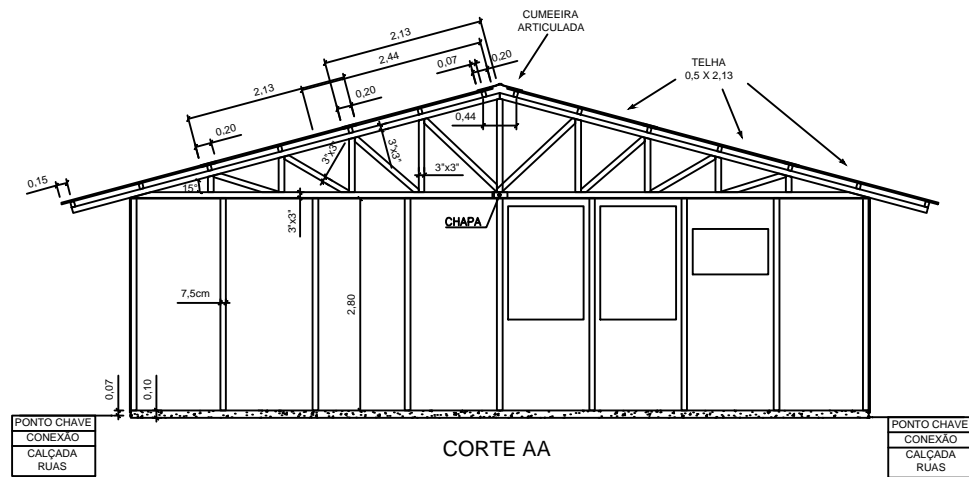 CUMEEIRA
ARTICULADA
2,13
2,44
0,07
0,20
TELHA
0,5 X 2,13
2,13
0,20
0,20
0,44
3"x3"
3"x3"
3"x3"
0,15
15°
3"x3"
CHAPA
7,5cm
2,80
0,07
0,10
PONTO CHAVE
CONEXÃO
CALÇADA
RUAS
CORTE AA
PONTO CHAVE
CONEXÃO
CALÇADA
RUAS